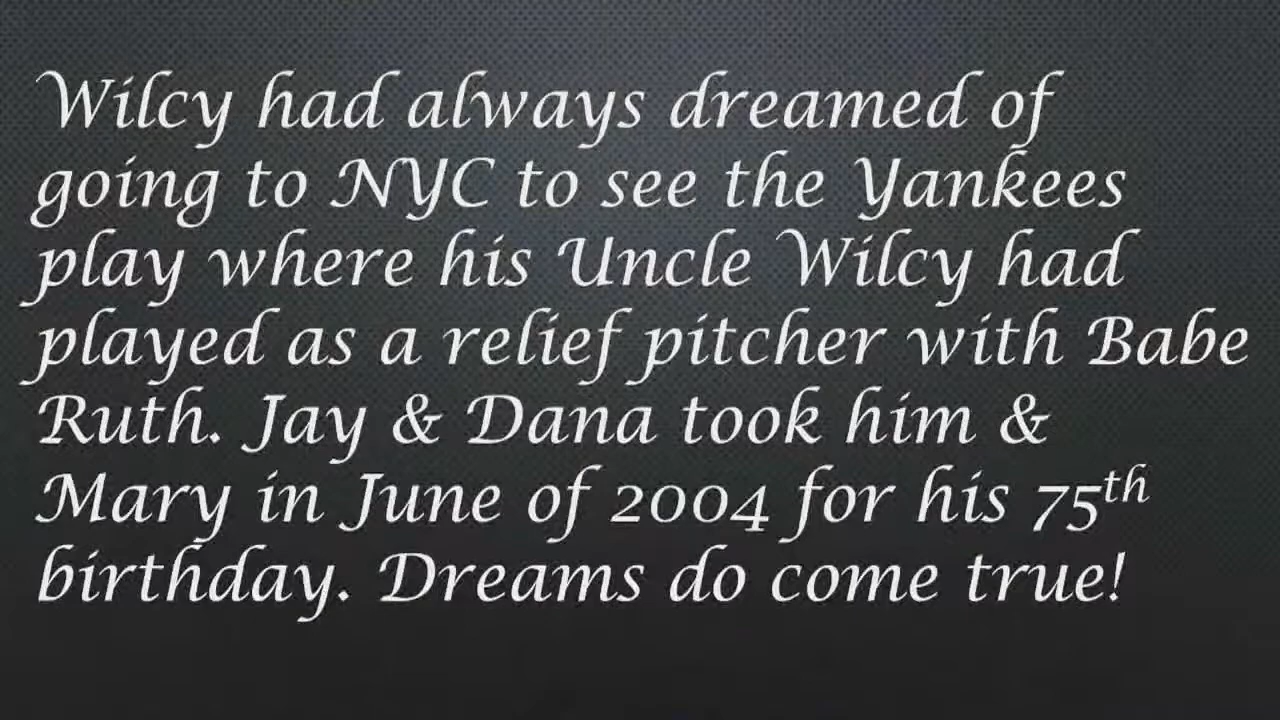 Wilcy had always dreamed of
going to NYC to see the Yankees
play where his Uncle Wilcy had
played as a relief pitcher with Babe
Ruth. Jay & Dana took him &
Mary in June of 2004 for his 75th
birthday. Dreams do come true!